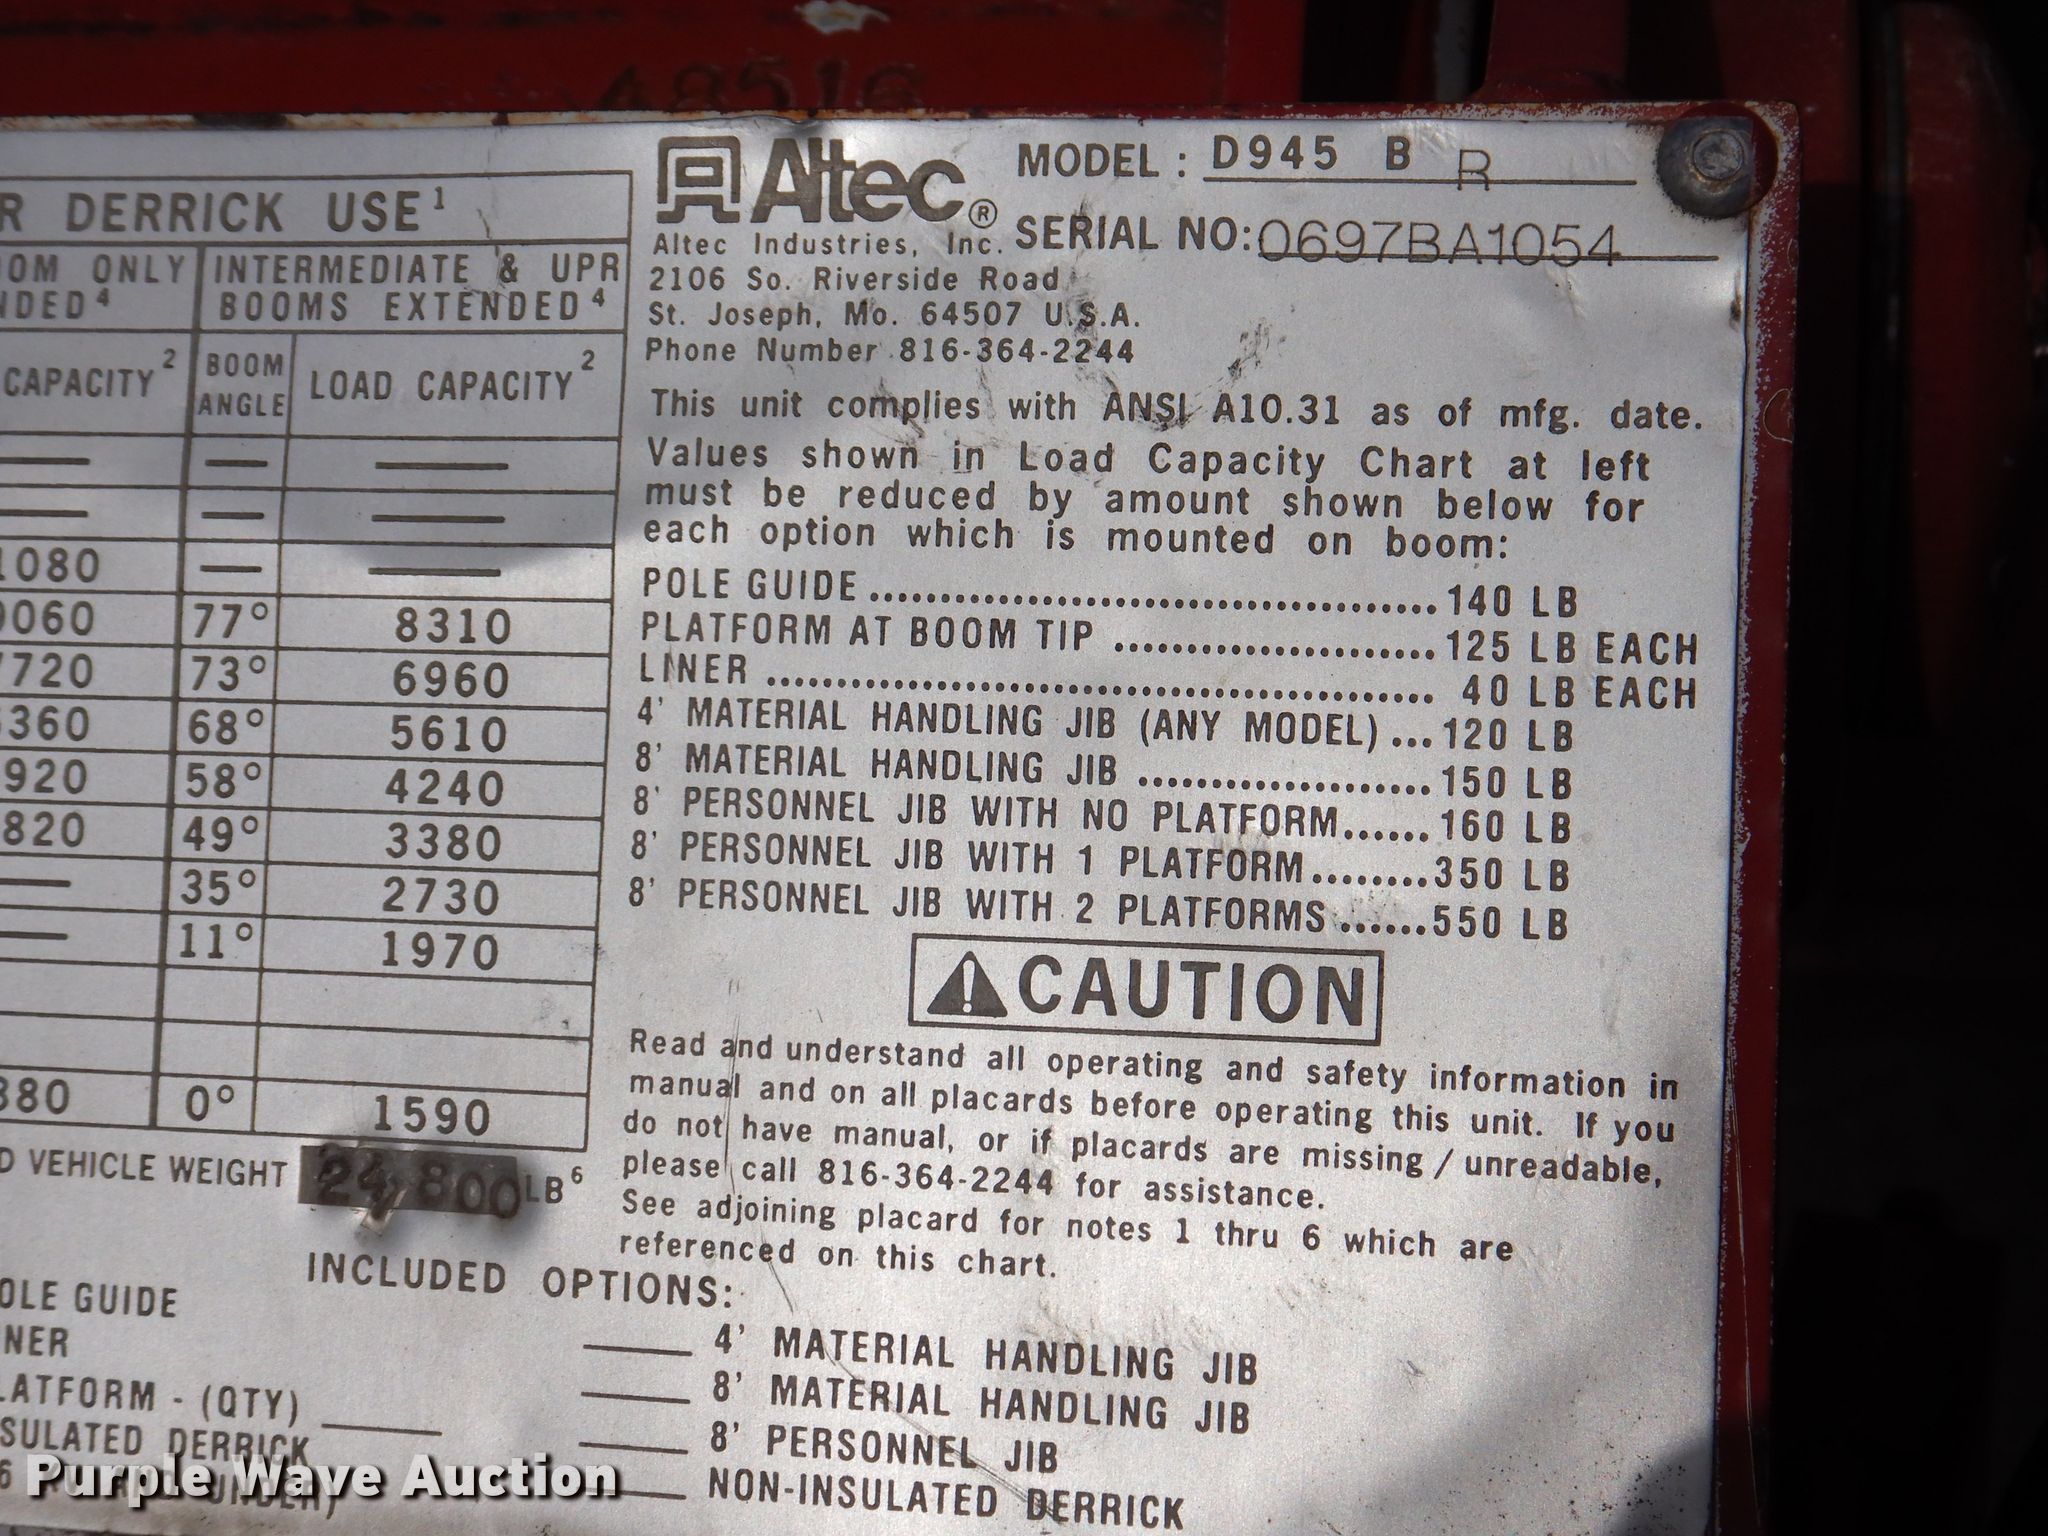 48516
DERRICK USE¹
ONLY INTERMEDIATE & UPR
BOOMS EXTENDED⁴
CAPACITY² BOOM ANGLE LOAD CAPACITY²
— — —
— — —
1080 — —
9060 77° 8310
7720 73° 6960
360 68° 5610
920 58° 4240
820 49° 3380
— 35° 2730
— 11° 1970
380 0° 1590
VEHICLE WEIGHT 24,800 LB⁶
Altec®
Altec Industries, Inc.
2106 So. Riverside Road
St. Joseph, Mo. 64507 U.S.A.
Phone Number 816-364-2244
MODEL: D945 B R
SERIAL NO: 0697BA1054
This unit complies with ANSI A10.31 as of mfg. date.
Values shown in Load Capacity Chart at left
must be reduced by amount shown below for
each option which is mounted on boom:
POLE GUIDE ........ 140 LB
PLATFORM AT BOOM TIP ........ 125 LB EACH
LINER ........ 40 LB EACH
4' MATERIAL HANDLING JIB (ANY MODEL) ... 120 LB
8' MATERIAL HANDLING JIB ........ 150 LB
8' PERSONNEL JIB WITH NO PLATFORM...... 160 LB
8' PERSONNEL JIB WITH 1 PLATFORM........ 350 LB
8' PERSONNEL JIB WITH 2 PLATFORMS ...... 550 LB
CAUTION
Read and understand all operating and safety information in
manual and on all placards before operating this unit. If you
do not have manual, or if placards are missing / unreadable,
please call 816-364-2244 for assistance.
See adjoining placard for notes 1 thru 6 which are
referenced on this chart.
INCLUDED OPTIONS:
GUIDE
4' MATERIAL HANDLING JIB
(QTY)
8' MATERIAL HANDLING JIB
DERRICK
8' PERSONNEL JIB
UNDER)
NON-INSULATED DERRICK
Purple Wave Auction